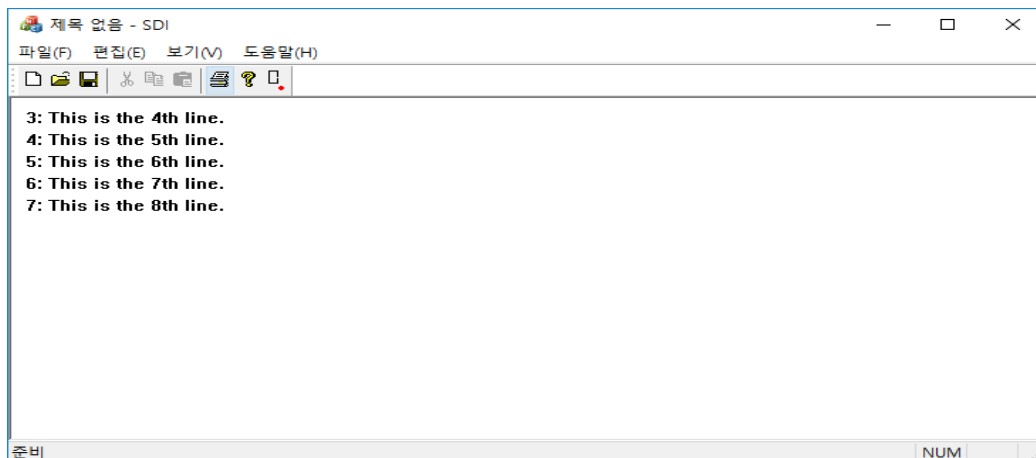 제목 없음 - SDI
파일(F) 편집(E) 보기(V) 도움말(H)
3: This is the 4th line.
4: This is the 5th line.
5: This is the 6th line.
6: This is the 7th line.
7: This is the 8th line.
준비 NUM